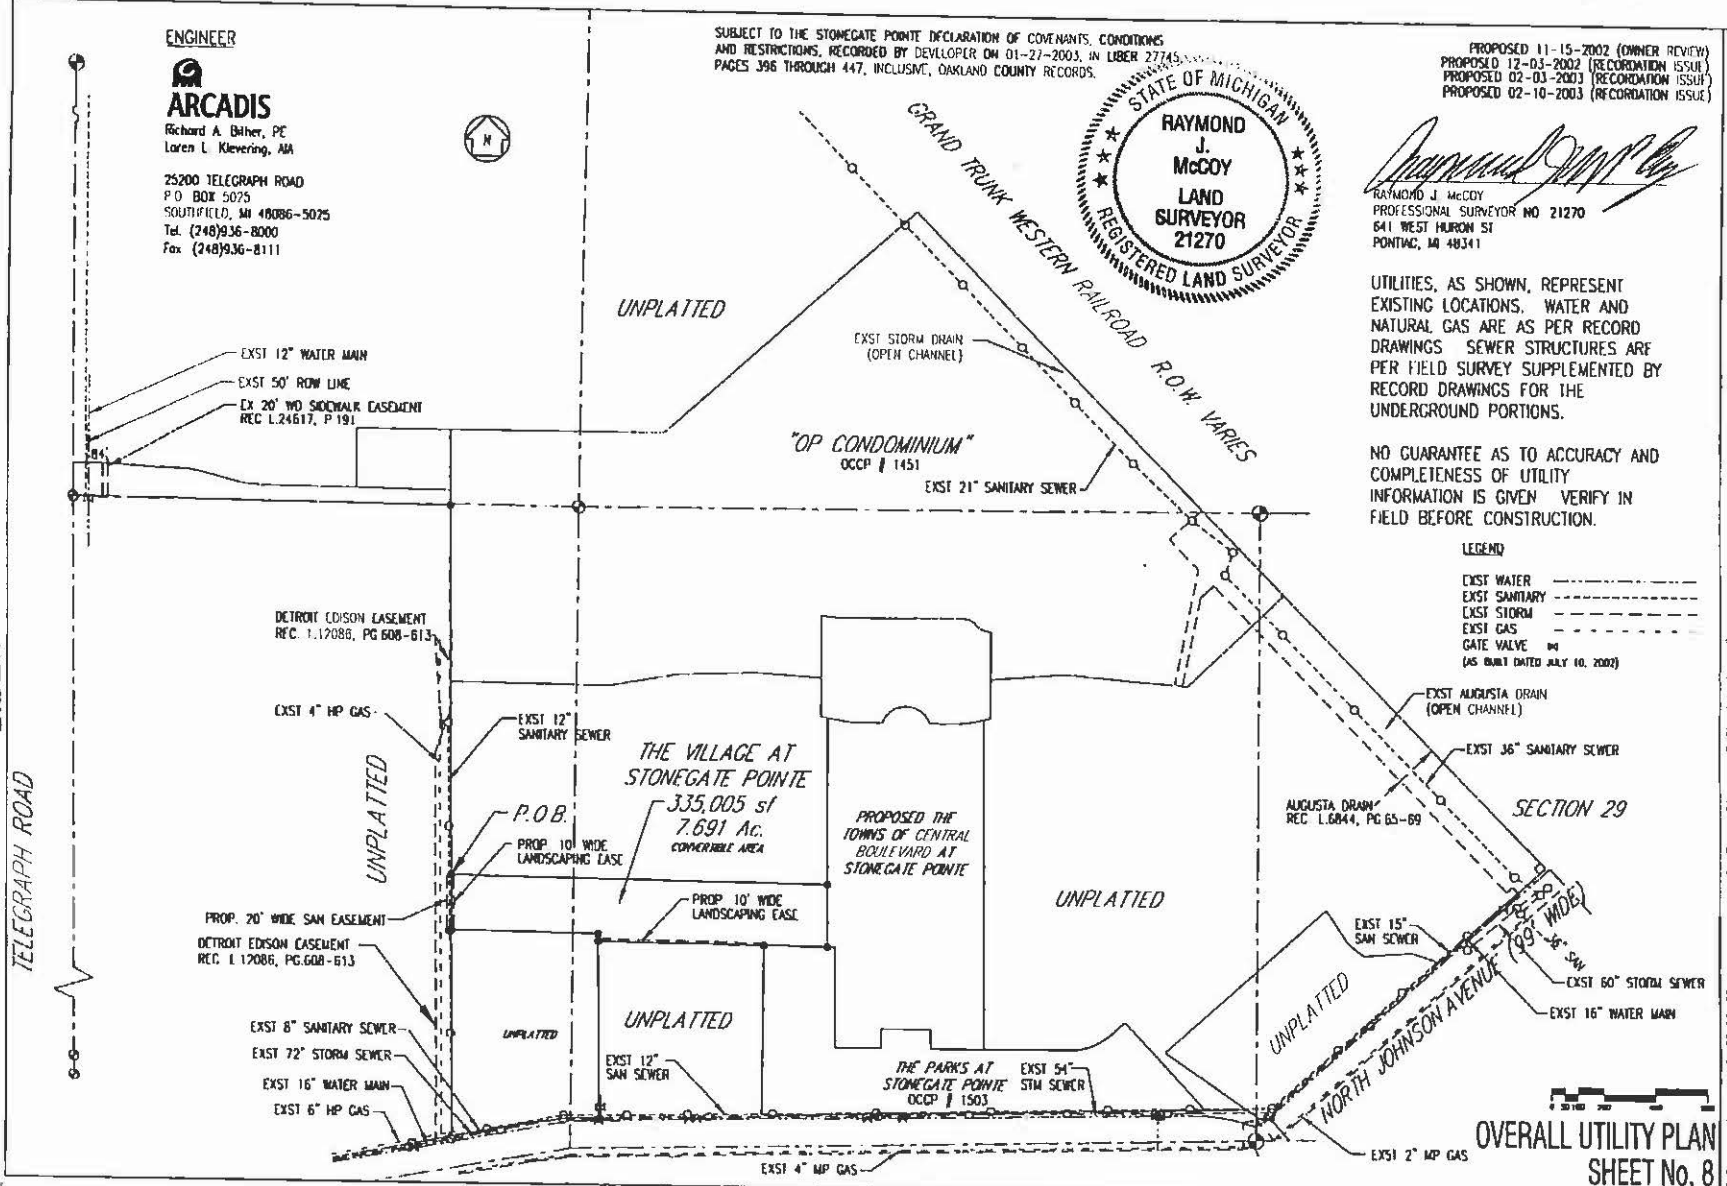 ENGINEER
ARCADIS
Richard A. Bilher, PE
Loren L. Klevering, AIA
25200 TELEGRAPH ROAD
P O BOX 5025
SOUTHFIELD, MI 48086-5025
Tel. (248)936-8000
Fax (248)936-8111
N
SUBJECT TO THE STONEGATE POINTE DECLARATION OF COVENANTS, CONDITIONS
AND RESTRICTIONS, RECORDED BY DEVLOPER ON 01-27-2003, IN LIBER 27745,
PAGES 396 THROUGH 447, INCLUSIVE, OAKLAND COUNTY RECORDS.
STATE OF MICHIGAN
RAYMOND
J.
McCOY
LAND
SURVEYOR
21270
REGISTERED LAND SURVEYOR
PROPOSED 11-15-2002 (OWNER REVIEW)
PROPOSED 12-03-2002 (RECORDATION ISSUE)
PROPOSED 02-03-2003 (RECORDATION ISSUE)
PROPOSED 02-10-2003 (RECORDATION ISSUE)
RAYMOND J McCOY
PROFESSIONAL SURVEYOR NO 21270
641 WEST HURON ST
PONTIAC, MI 48341
UTILITIES, AS SHOWN, REPRESENT
EXISTING LOCATIONS. WATER AND
NATURAL GAS ARE AS PER RECORD
DRAWINGS SEWER STRUCTURES ARE
PER FIELD SURVEY SUPPLEMENTED BY
RECORD DRAWINGS FOR THE
UNDERGROUND PORTIONS.
NO GUARANTEE AS TO ACCURACY AND
COMPLETENESS OF UTILITY
INFORMATION IS GIVEN VERIFY IN
FIELD BEFORE CONSTRUCTION.
LEGEND
EXST WATER
EXST SANITARY
EXST STORM
EXST GAS
GATE VALVE
(AS BUILT DATED JULY 10, 2002)
GRAND TRUNK WESTERN RAILROAD R.O.W. VARIES
UNPLATTED
EXST STORM DRAIN
(OPEN CHANNEL)
EXST 12" WATER MAIN
EXST 50' ROW LINE
EX 20' WD SIDEWALK EASEMENT
REC L.24617, P 191
84
"OP CONDOMINIUM"
OCCP # 1451
EXST 21" SANITARY SEWER
DETROIT EDISON EASEMENT
REC. L.12086, PG 608-613
EXST 4" HP GAS
EXST 12"
SANITARY SEWER
UNPLATTED
TELEGRAPH ROAD
THE VILLAGE AT
STONEGATE POINTE
335,005 sf
7.691 Ac.
CONVERTIBLE AREA
P.O.B.
PROP 10' WIDE
LANDSCAPING EASE
PROPOSED THE
TOWNS OF CENTRAL
BOULEVARD AT
STONEGATE POINTE
EXST AUGUSTA DRAIN
(OPEN CHANNEL)
EXST 36" SANITARY SEWER
AUGUSTA DRAIN
REC L.6844, PG 65-69
SECTION 29
PROP. 20' WIDE SAN EASEMENT
PROP 10' WIDE
LANDSCAPING EASE
UNPLATTED
DETROIT EDISON EASEMENT
REC L 12086, PG.608-613
EXST 15"
SAN SEWER
EXST 60" STORM SEWER
EXST 16" WATER MAIN
EXST 8" SANITARY SEWER
EXST 72" STORM SEWER
EXST 16" WATER MAIN
EXST 6" HP GAS
UNPLATTED
UNPLATTED
EXST 12"
SAN SEWER
THE PARKS AT
STONEGATE POINTE
OCCP # 1503
EXST 54"
STM SEWER
UNPLATTED
NORTH JOHNSON AVENUE (99' WIDE)
EXST 4" MP GAS
EXST 2" MP GAS
OVERALL UTILITY PLAN
SHEET No. 8